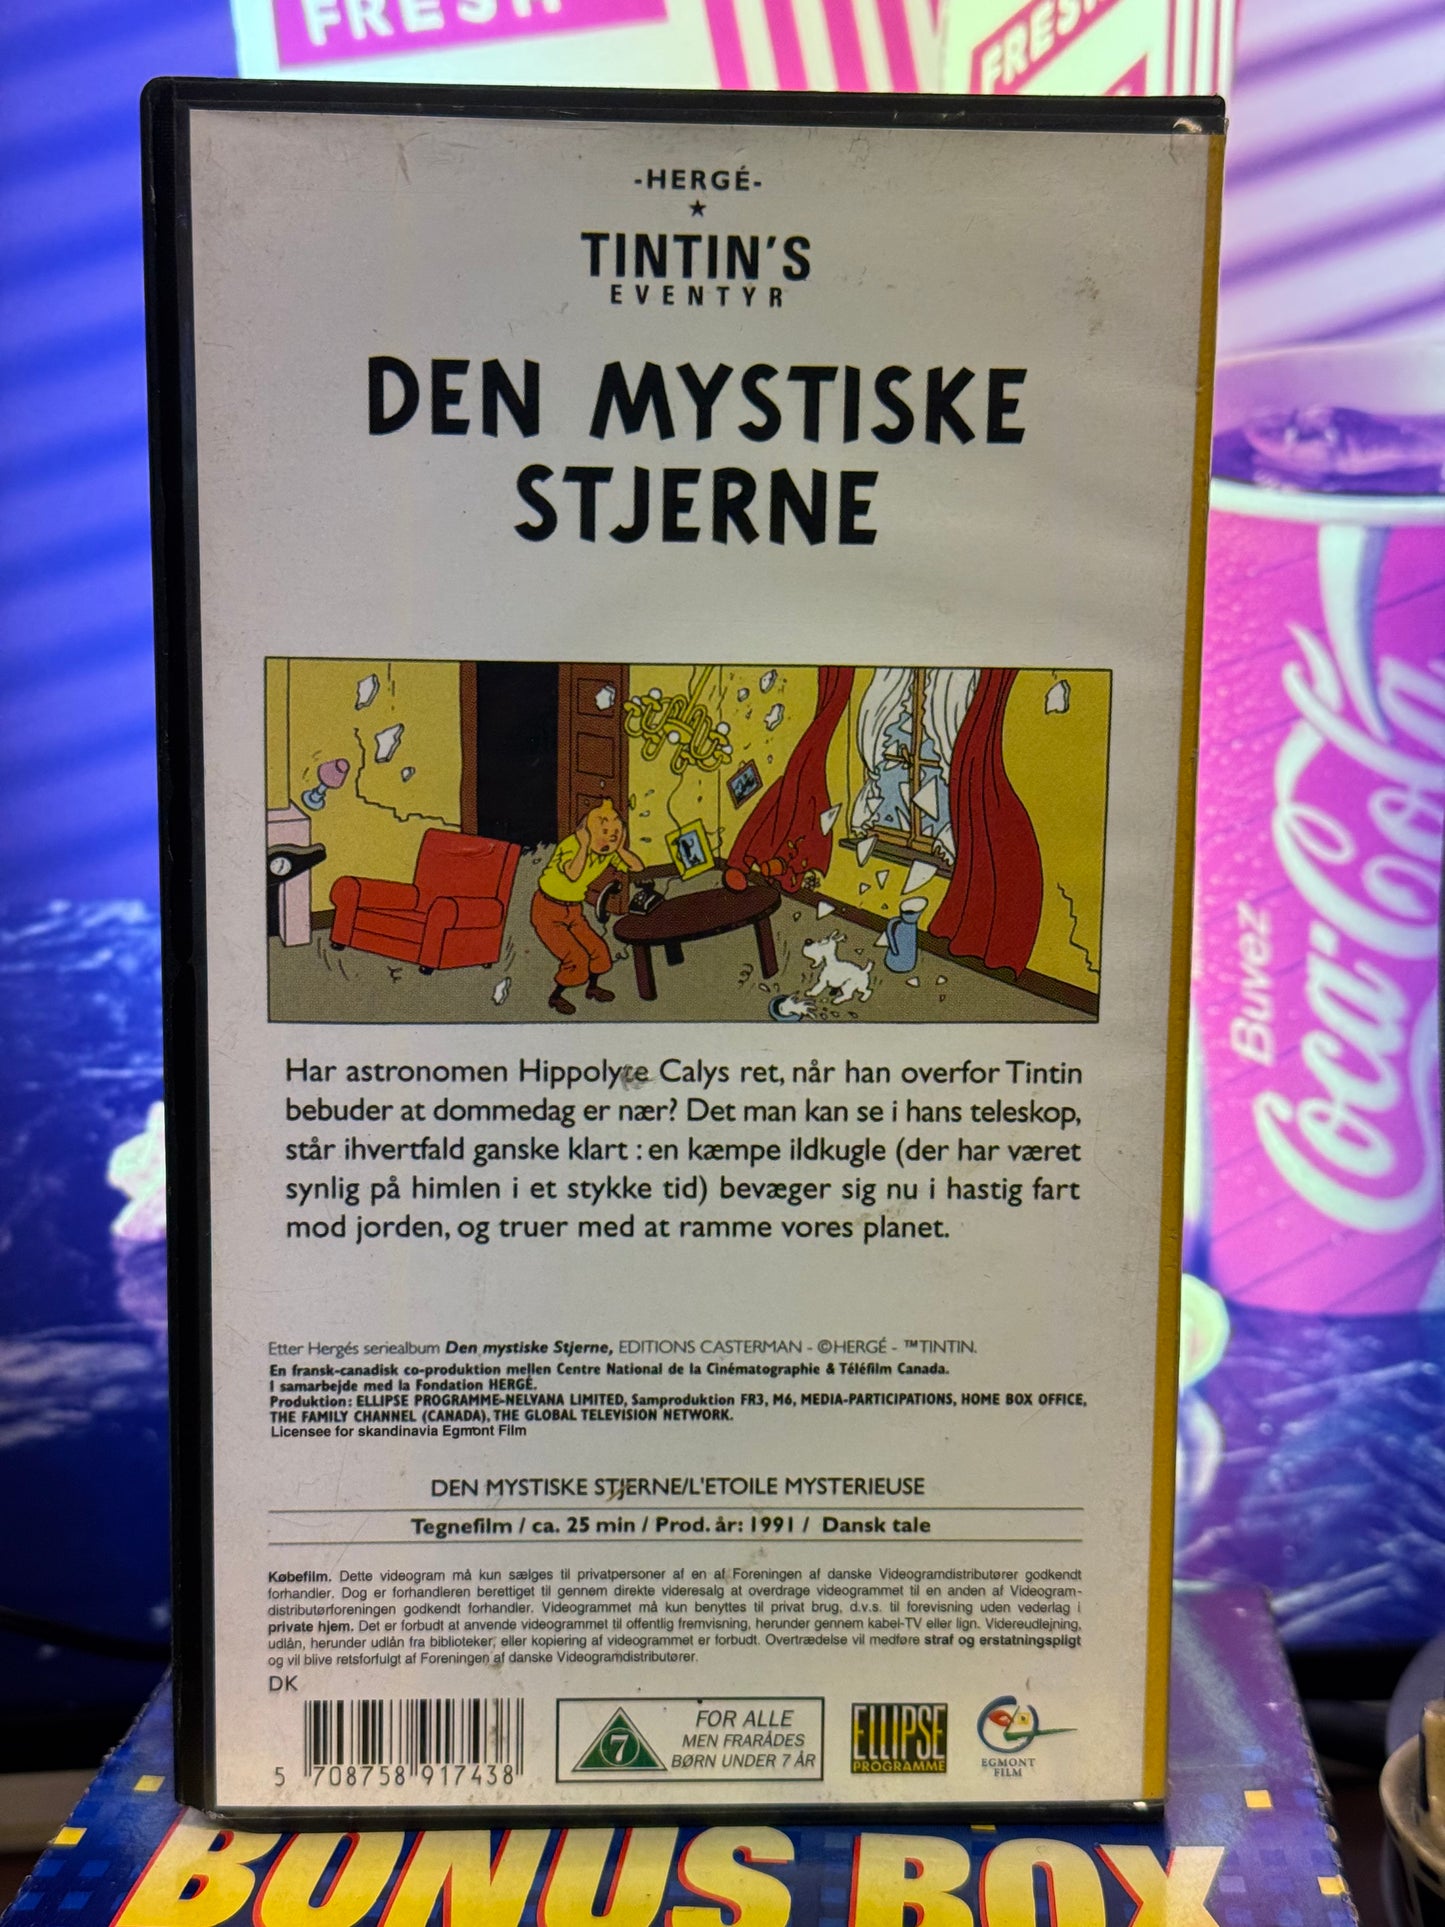 FRESH
FRESH
-HERGÉ-
TINTIN'S
EVENTYR
DEN MYSTISKE
STJERNE
Har astronomen Hippolyte Calys ret, når han overfor Tintin
bebuder at dommedag er nær? Det man kan se i hans teleskop,
står ihvertfald ganske klart : en kæmpe ildkugle (der har været
synlig på himlen i et stykke tid) bevæger sig nu i hastig fart
mod jorden, og truer med at ramme vores planet.
Buvez
Coca-Cola
Etter Hergés seriealbum Den mystiske Stjerne, EDITIONS CASTERMAN - ©HERGÉ - ™TINTIN.
En fransk-canadisk co-produktion mellen Centre National de la Cinématographie & Téléfilm Canada.
I samarbejde med la Fondation HERGÉ.
Produktion: ELLIPSE PROGRAMME-NELVANA LIMITED, Samproduktion FR3, M6, MEDIA-PARTICIPATIONS, HOME BOX OFFICE,
THE FAMILY CHANNEL (CANADA), THE GLOBAL TELEVISION NETWORK.
Licensee for skandinavia Egmont Film
DEN MYSTISKE STJERNE/L'ETOILE MYSTERIEUSE
Tegnefilm / ca. 25 min / Prod. år: 1991 / Dansk tale
Købefilm. Dette videogram må kun sælges til privatpersoner af en af Foreningen af danske Videogramdistributører godkendt
forhandler. Dog er forhandleren berettiget til gennem direkte videresalg at overdrage videogrammet til en anden af Videogram-
distributørforeningen godkendt forhandler. Videogrammet må kun benyttes til privat brug, d.v.s. til forevisning uden vederlag i
private hjem. Det er forbudt at anvende videogrammet til offentlig fremvisning, herunder gennem kabel-TV eller lign. Videreudlejning,
udlån, herunder udlån fra biblioteker, eller kopiering af videogrammet er forbudt. Overtrædelse vil medføre straf og erstatningspligt
og vil blive retsforfulgt af Foreningen af danske Videogramdistributører.
DK
5 708758 917438
7
FOR ALLE
MEN FRARÅDES
BØRN UNDER 7 ÅR
ELLIPSE
PROGRAMME
EGMONT
FILM
BONUS BOX